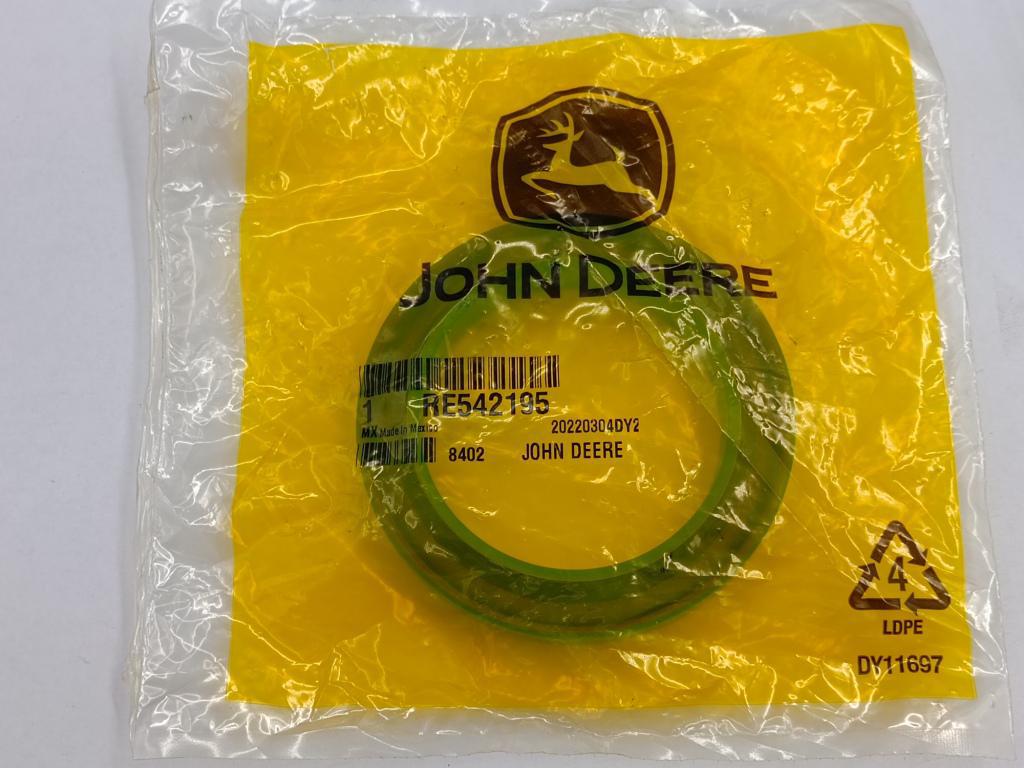 JOHN DEERE
1 RE542195
MX Made In Mexico
20220304DY2
8402 JOHN DEERE
4
LDPE
DY11697